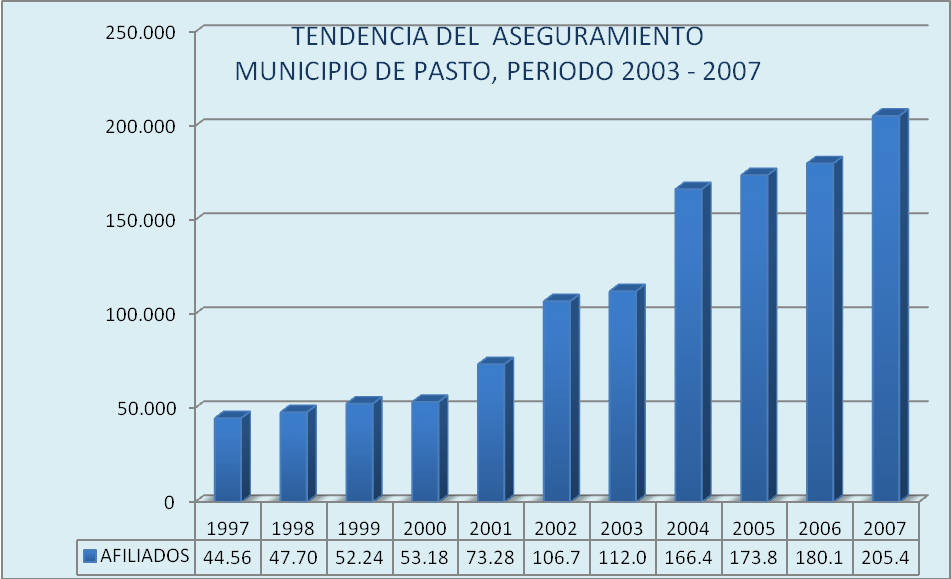 TENDENCIA DEL ASEGURAMIENTO
MUNICIPIO DE PASTO, PERIODO 2003 - 2007
250.000
200.000
150.000
100.000
50.000
0
1997 1998 1999 2000 2001 2002 2003 2004 2005 2006 2007
AFILIADOS 44.56 47.70 52.24 53.18 73.28 106.7 112.0 166.4 173.8 180.1 205.4